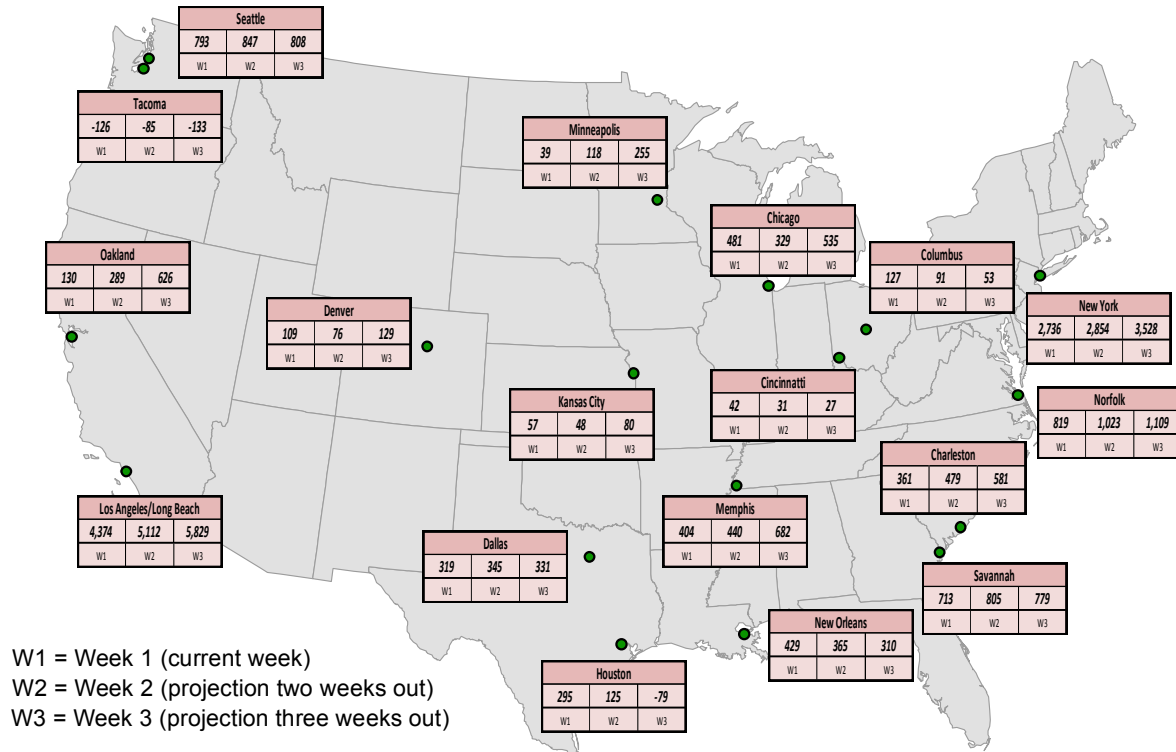 Seattle
793 847 808
W1 W2 W3
Tacoma
-126 -85 -133
W1 W2 W3
Minneapolis
39 118 255
W1 W2 W3
Chicago
481 329 535
W1 W2 W3
Oakland
130 289 626
W1 W2 W3
Columbus
127 91 53
W1 W2 W3
Denver
109 76 129
W1 W2 W3
New York
2,736 2,854 3,528
W1 W2 W3
Cincinnatti
42 31 27
W1 W2 W3
Kansas City
57 48 80
W1 W2 W3
Norfolk
819 1,023 1,109
W1 W2 W3
Charleston
361 479 581
W1 W2 W3
Los Angeles/Long Beach
4,374 5,112 5,829
W1 W2 W3
Memphis
404 440 682
W1 W2 W3
Dallas
319 345 331
W1 W2 W3
Savannah
713 805 779
W1 W2 W3
New Orleans
429 365 310
W1 W2 W3
Houston
295 125 -79
W1 W2 W3
W1 = Week 1 (current week)
W2 = Week 2 (projection two weeks out)
W3 = Week 3 (projection three weeks out)